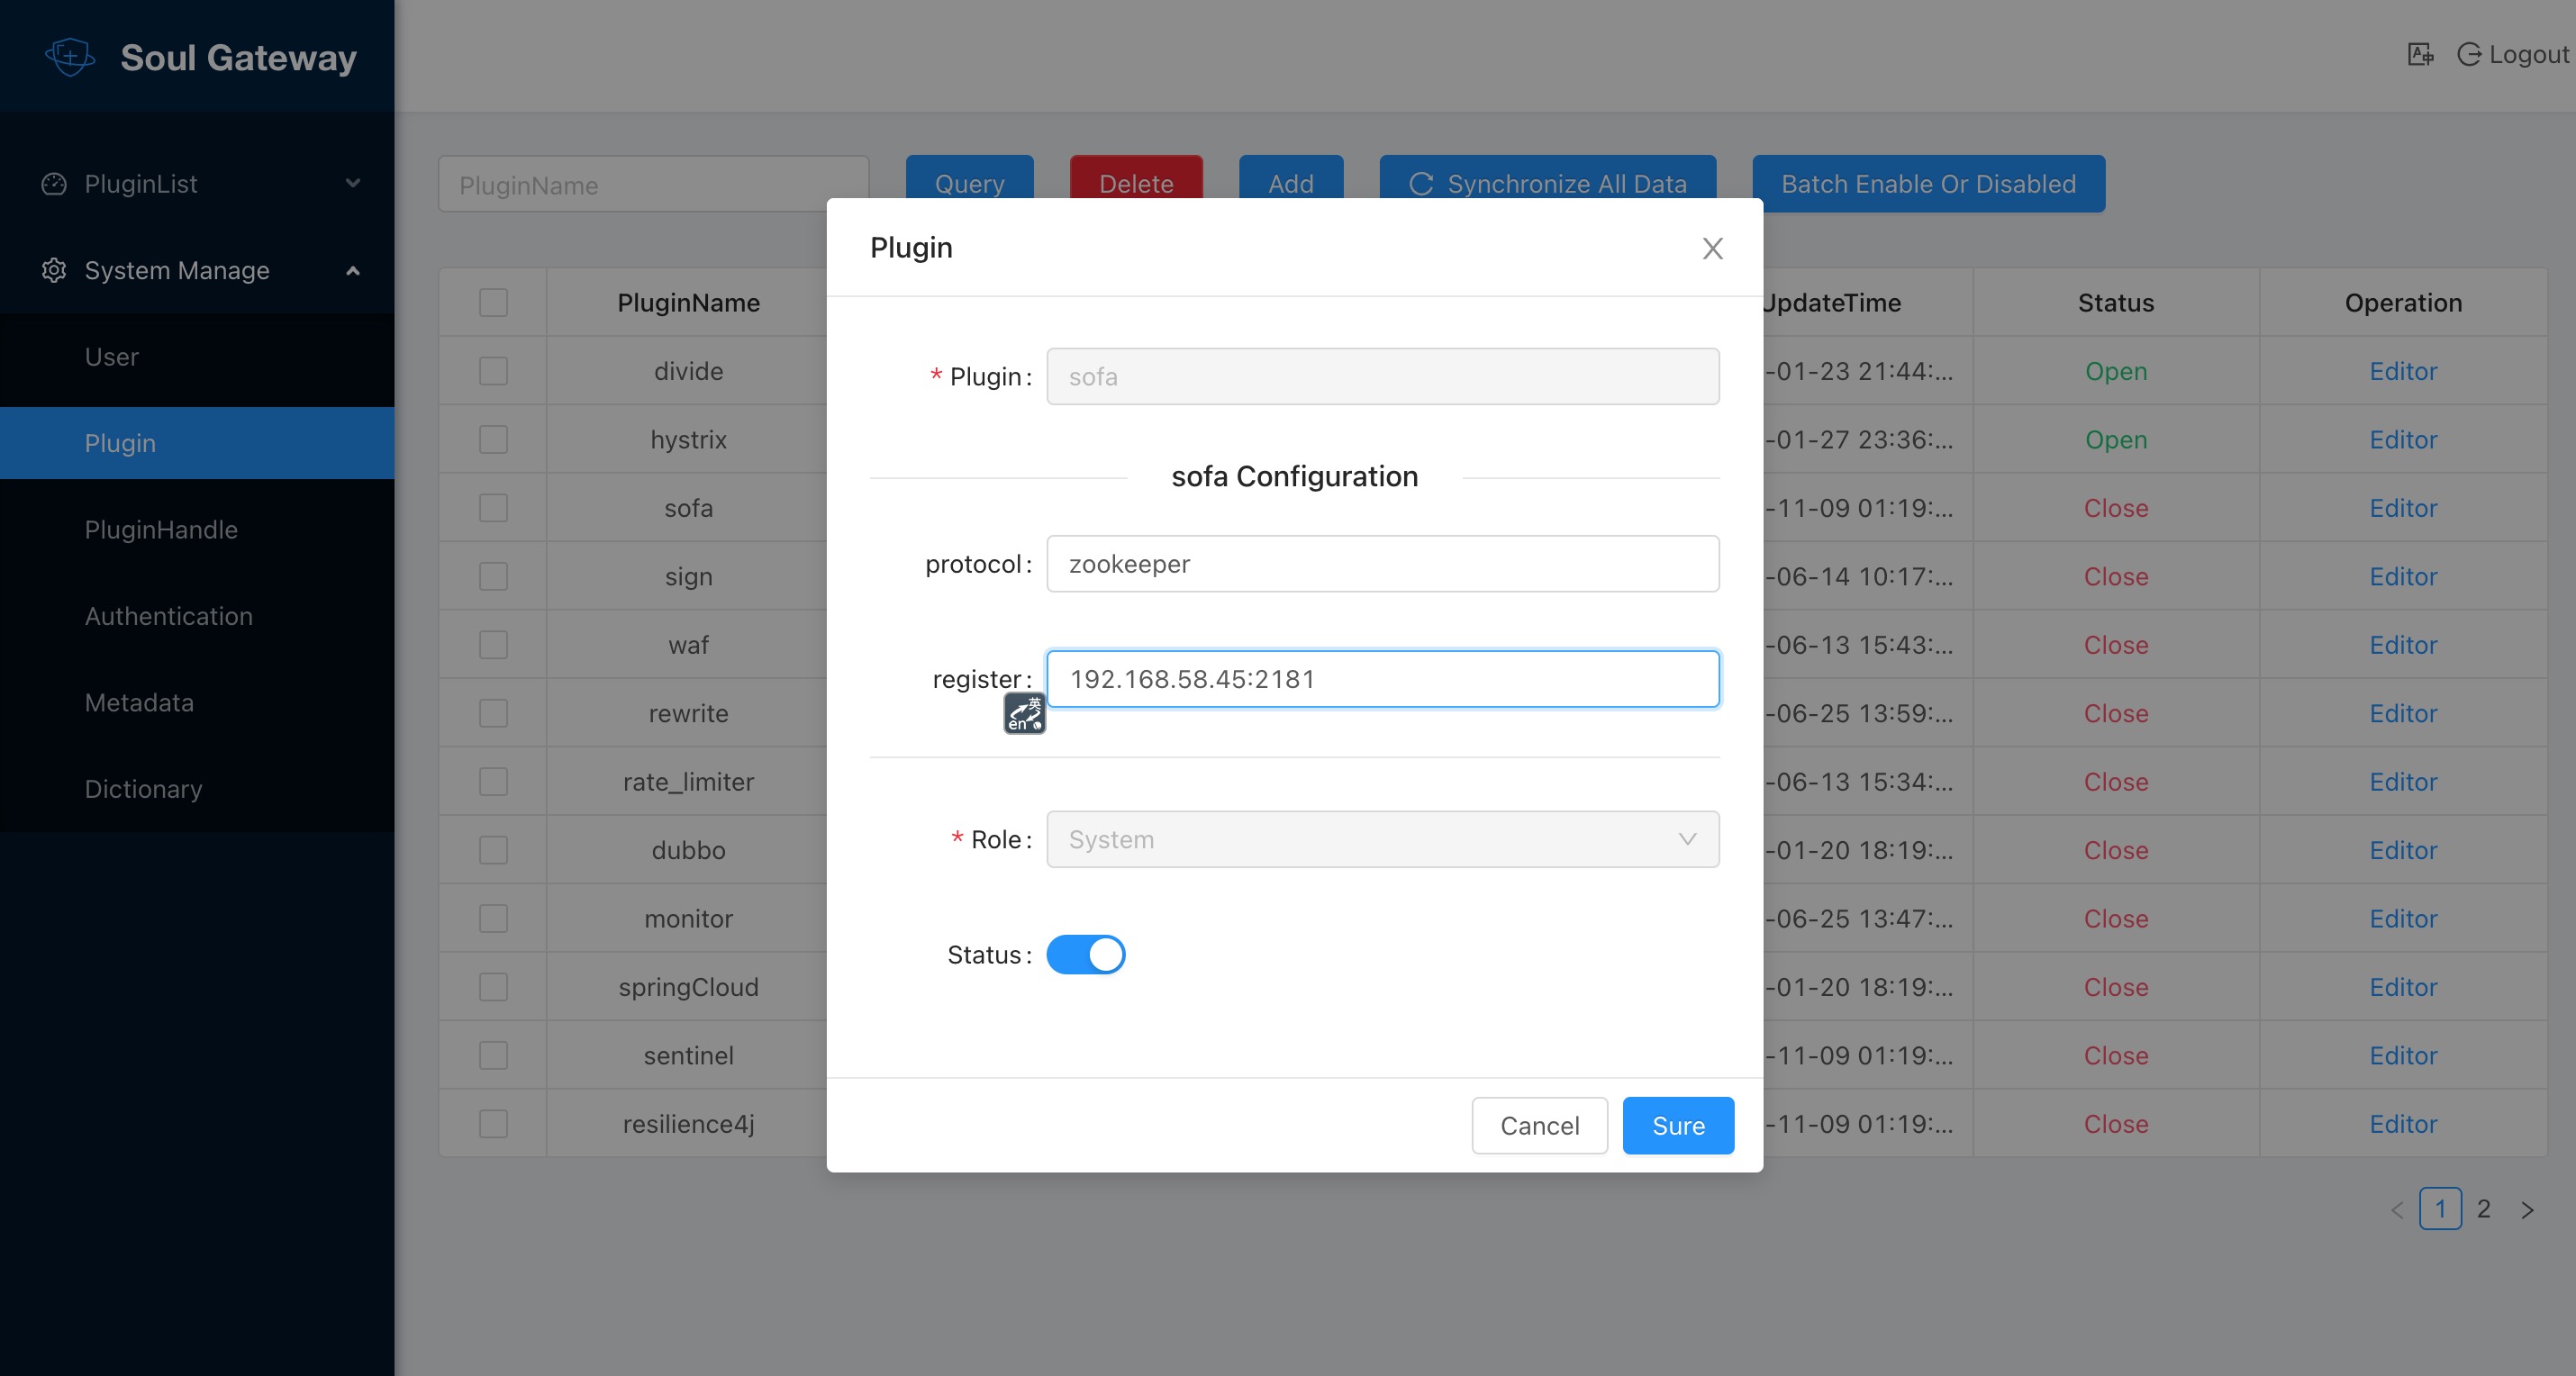 Soul Gateway
Logout
PluginList
System Manage
User
Plugin
PluginHandle
Authentication
Metadata
Dictionary
PluginName
Query
Delete
Add
Synchronize All Data
Batch Enable Or Disabled
PluginName UpdateTime Status Operation
divide -01-23 21:44:... Open Editor
hystrix -01-27 23:36:... Open Editor
sofa -11-09 01:19:... Close Editor
sign -06-14 10:17:... Close Editor
waf -06-13 15:43:... Close Editor
rewrite -06-25 13:59:... Close Editor
rate_limiter -06-13 15:34:... Close Editor
dubbo -01-20 18:19:... Close Editor
monitor -06-25 13:47:... Close Editor
springCloud -01-20 18:19:... Close Editor
sentinel -11-09 01:19:... Close Editor
resilience4j -11-09 01:19:... Close Editor
< 1 2 >
Plugin
* Plugin: sofa
sofa Configuration
protocol: zookeeper
register: 192.168.58.45:2181
英
en
* Role: System
Status:
Cancel
Sure